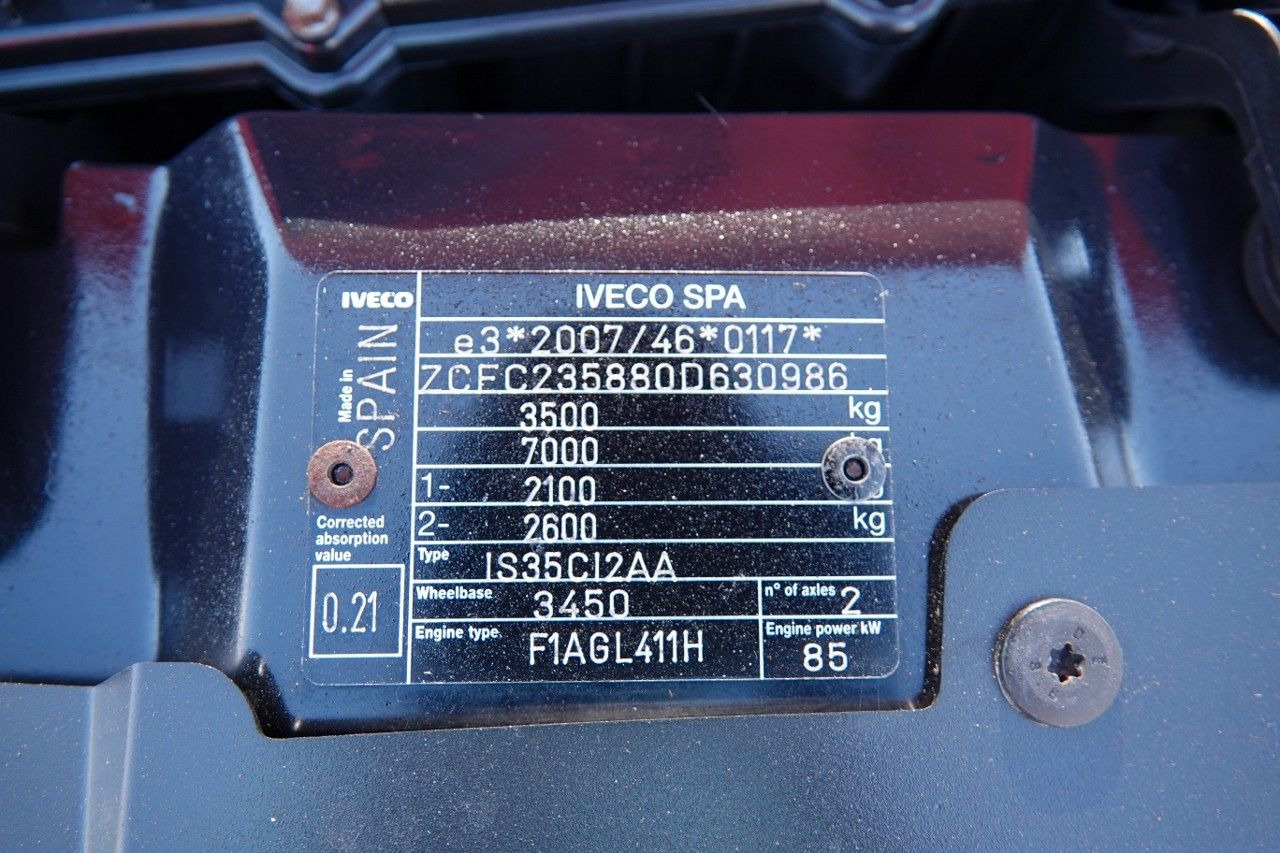 IVECO
IVECO SPA
Made in
SPAIN
e3*2007/46*0117*
ZCFC235880D630986
3500 kg
7000
1- 2100
2- 2600 kg
Corrected
absorption
value
0.21
Type IS35CI2AA
Wheelbase 3450
n° of axles 2
Engine type F1AGL411H
Engine power kW
85